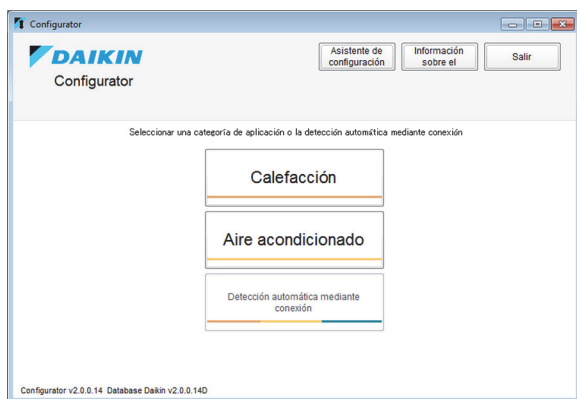 Configurator
DAIKIN
Configurator
Asistente de
configuración
Información
sobre el
Salir
Seleccionar una categoría de aplicación o la detección automática mediante conexión
Calefacción
Aire acondicionado
Detección automática mediante
conexión
Configurator v2.0.0.14 Database Daikin v2.0.0.14D